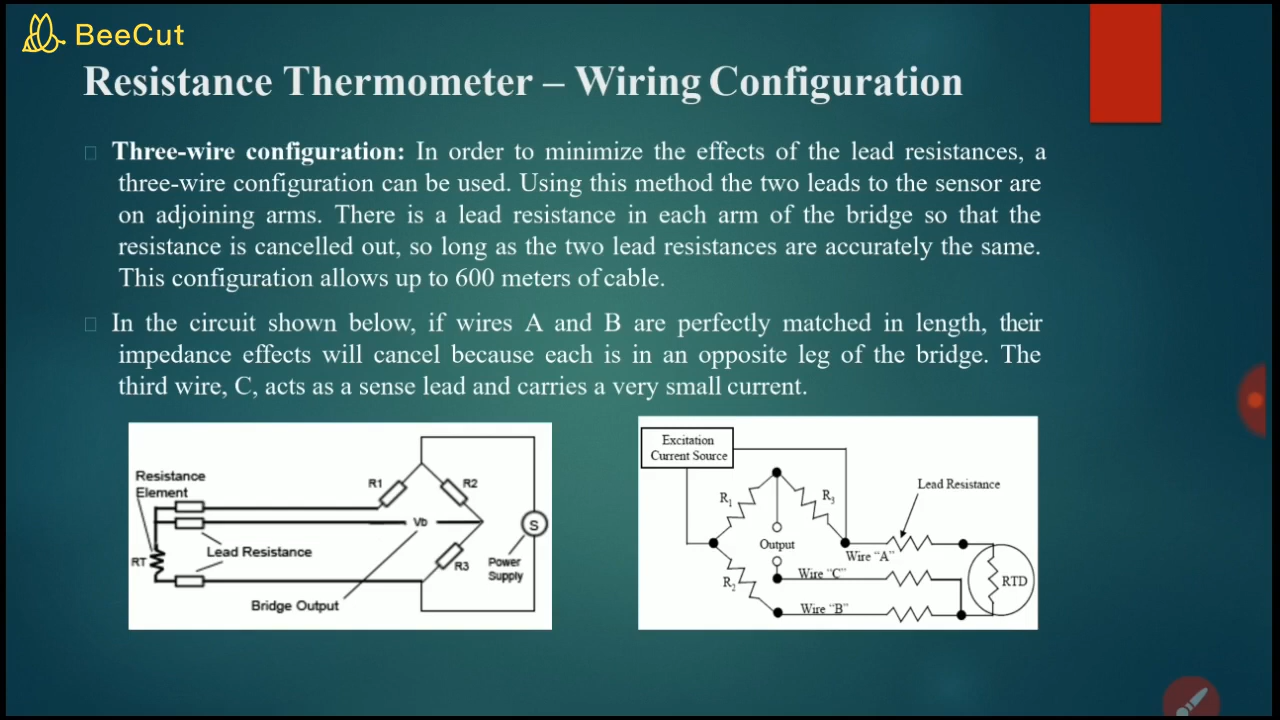 BeeCut
Resistance Thermometer – Wiring Configuration
Three-wire configuration: In order to minimize the effects of the lead resistances, a
three-wire configuration can be used. Using this method the two leads to the sensor are
on adjoining arms. There is a lead resistance in each arm of the bridge so that the
resistance is cancelled out, so long as the two lead resistances are accurately the same.
This configuration allows up to 600 meters of cable.
In the circuit shown below, if wires A and B are perfectly matched in length, their
impedance effects will cancel because each is in an opposite leg of the bridge. The
third wire, C, acts as a sense lead and carries a very small current.
Resistance
Element
R1
R2
Vb
S
Lead Resistance
RT
R3
Power
Supply
Bridge Output
Excitation
Current Source
Lead Resistance
R1
R3
Output
Wire "A"
Wire "C"
RTD
R2
Wire "B"